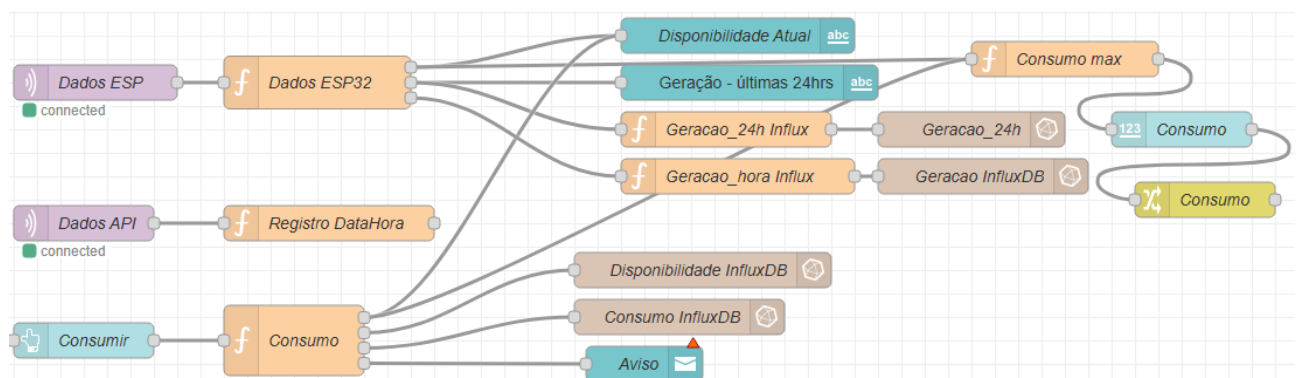 Disponibilidade Atual abc
Consumo max
Dados ESP
Dados ESP32
Geração - últimas 24hrs abc
connected
Geracao_24h Influx
Geracao_24h
123 Consumo
Geracao_hora Influx
Geracao InfluxDB
Consumo
Dados API
Registro DataHora
connected
Disponibilidade InfluxDB
Consumo InfluxDB
Consumir
Consumo
Aviso